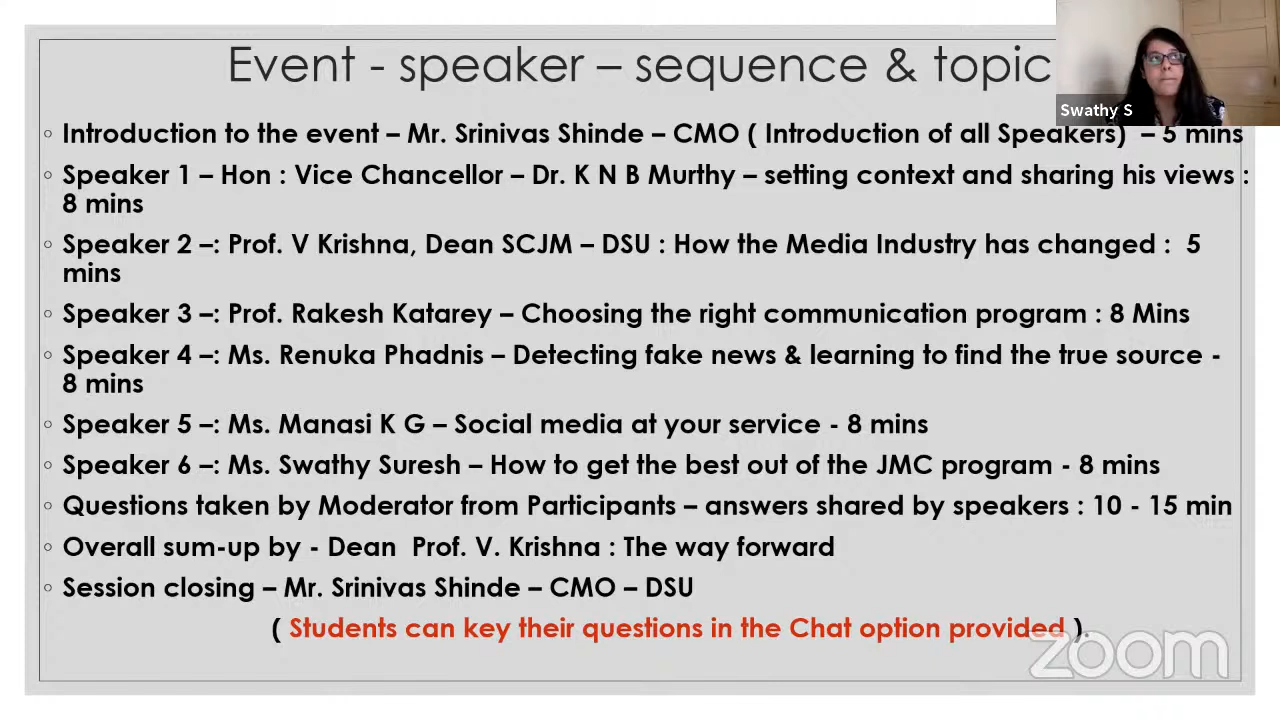 Event - speaker – sequence & topic
Swathy S
◦ Introduction to the event – Mr. Srinivas Shinde – CMO ( Introduction of all Speakers) – 5 mins
◦ Speaker 1 – Hon : Vice Chancellor – Dr. K N B Murthy – setting context and sharing his views :
8 mins
◦ Speaker 2 –: Prof. V Krishna, Dean SCJM – DSU : How the Media Industry has changed : 5
mins
◦ Speaker 3 –: Prof. Rakesh Katarey – Choosing the right communication program : 8 Mins
◦ Speaker 4 –: Ms. Renuka Phadnis – Detecting fake news & learning to find the true source -
8 mins
◦ Speaker 5 –: Ms. Manasi K G – Social media at your service - 8 mins
◦ Speaker 6 –: Ms. Swathy Suresh – How to get the best out of the JMC program - 8 mins
◦ Questions taken by Moderator from Participants – answers shared by speakers : 10 - 15 min
◦ Overall sum-up by - Dean Prof. V. Krishna : The way forward
◦ Session closing – Mr. Srinivas Shinde – CMO – DSU
( Students can key their questions in the Chat option provided ).
zoom